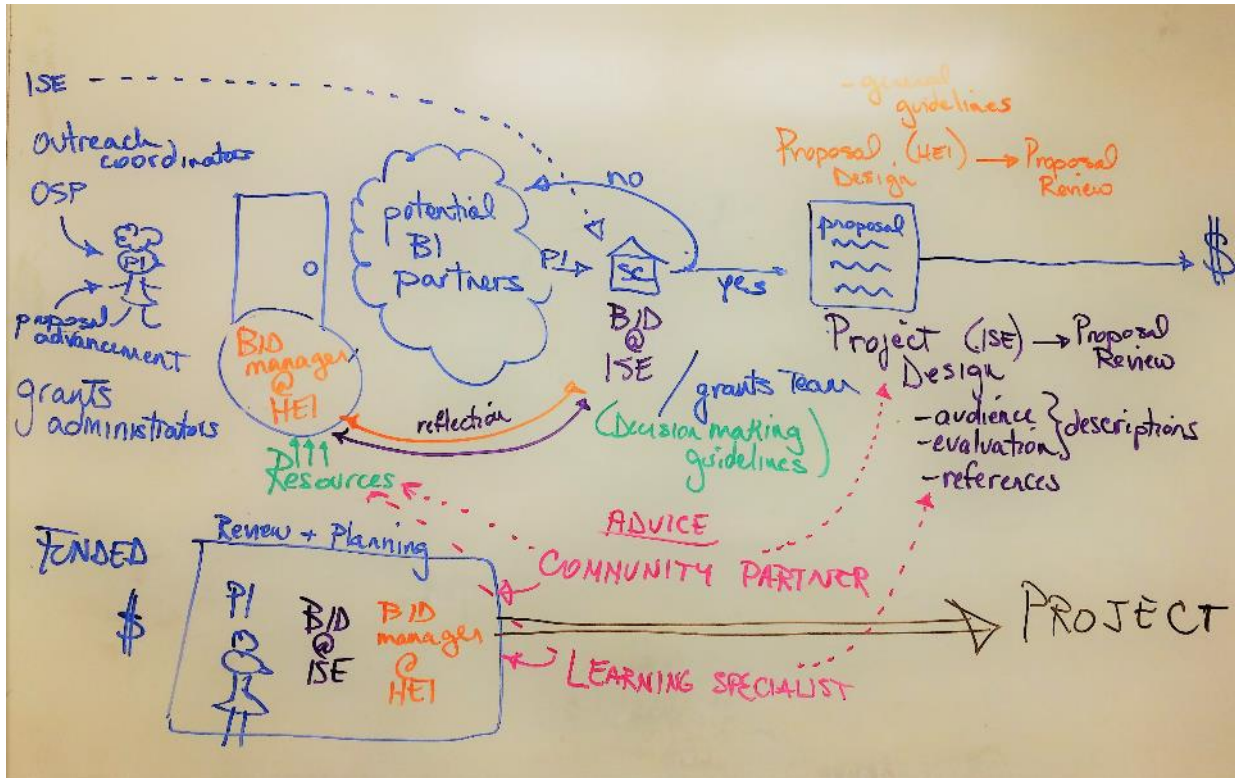 ISE
outreach
coordinators
OSP
PI
proposal
advancement
grants
administrators
BID
manager
@
HEI
Resources
potential
BI
partners
reflection
no
PI
SC
yes
BID
@
ISE
grants Team
(Decision making
guidelines)
- general
guidelines
Proposal (HEI) → Proposal
Design Review
proposal
$
Project (ISE) → Proposal
Design Review
- audience } descriptions
- evaluation
- references
ADVICE
COMMUNITY PARTNER
LEARNING SPECIALIST
FUNDED
$
Review + Planning
PI
BID
@
ISE
BID
manager
@
HEI
PROJECT